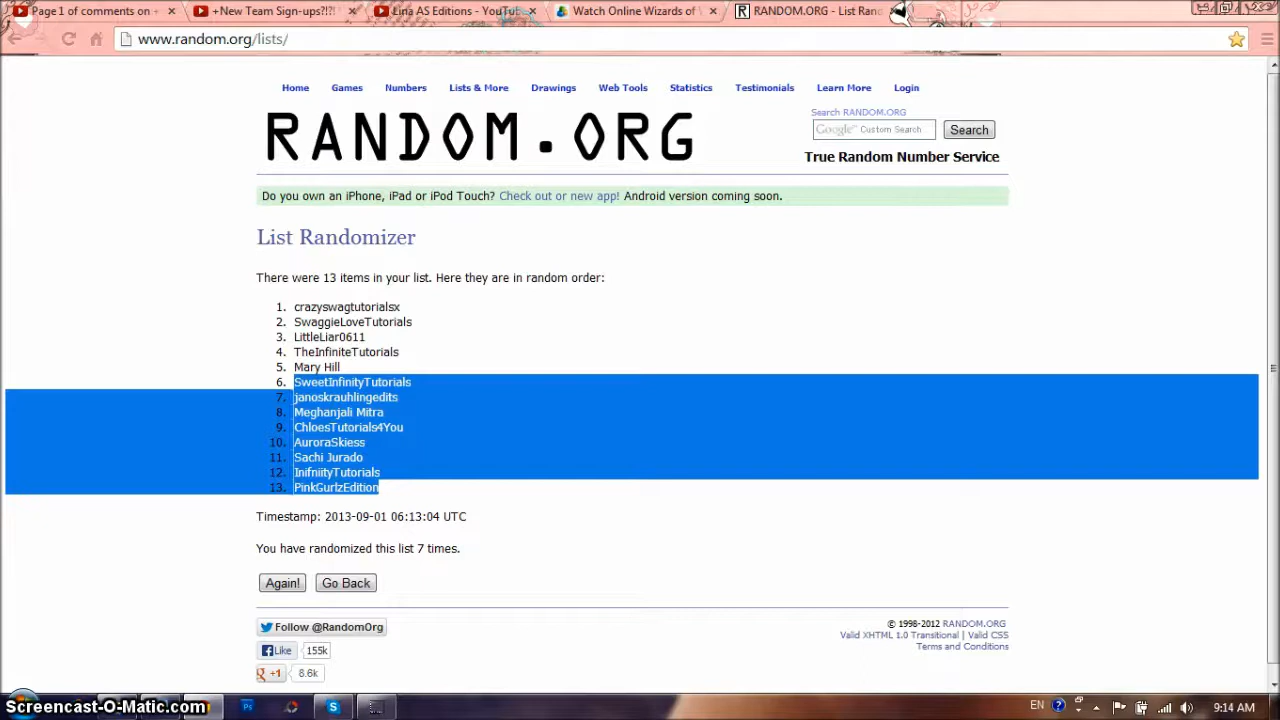 Page 1 of comments on +
+New Team Sign-ups!!!
Lina AS Editions - YouTub
Watch Online Wizards of
RANDOM.ORG - List Ran
www.random.org/lists/
Home Games Numbers Lists & More Drawings Web Tools Statistics Testimonials Learn More Login
Search RANDOM.ORG
Google™ Custom Search Search
RANDOM.ORG
True Random Number Service
Do you own an iPhone, iPad or iPod Touch? Check out or new app! Android version coming soon.
List Randomizer
There were 13 items in your list. Here they are in random order:
1. crazyswagtutorialsx
2. SwaggieLoveTutorials
3. LittleLiar0611
4. TheInfiniteTutorials
5. Mary Hill
6. SweetInfinityTutorials
7. janoskrauhlingedits
8. Meghanjali Mitra
9. ChloesTutorials4You
10. AuroraSkiess
11. Sachi Jurado
12. InifniityTutorials
13. PinkGurlzEdition
Timestamp: 2013-09-01 06:13:04 UTC
You have randomized this list 7 times.
Again! Go Back
Follow @RandomOrg
Like 155k
+1 8.6k
© 1998-2012 RANDOM.ORG
Valid XHTML 1.0 Transitional | Valid CSS
Terms and Conditions
Screencast-O-Matic.com
EN
9:14 AM